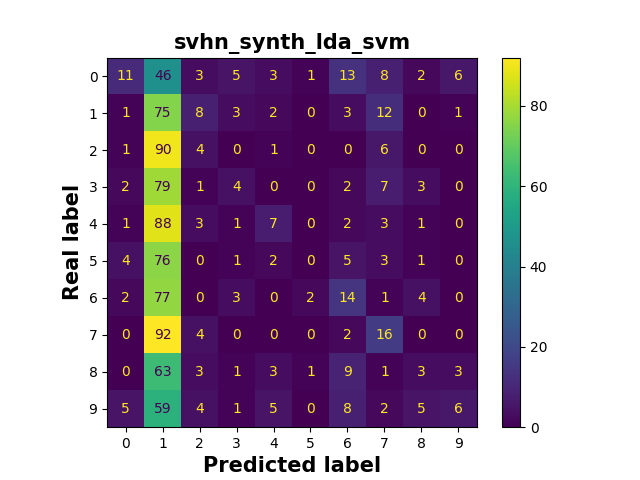 svhn_synth_lda_svm
0 11 46 3 5 3 1 13 8 2 6
1 1 75 8 3 2 0 3 12 0 1
2 1 90 4 0 1 0 0 6 0 0
3 2 79 1 4 0 0 2 7 3 0
4 1 88 3 1 7 0 2 3 1 0
5 4 76 0 1 2 0 5 3 1 0
6 2 77 0 3 0 2 14 1 4 0
7 0 92 4 0 0 0 2 16 0 0
8 0 63 3 1 3 1 9 1 3 3
9 5 59 4 1 5 0 8 2 5 6
0 1 2 3 4 5 6 7 8 9
Real label
Predicted label
80
60
40
20
0